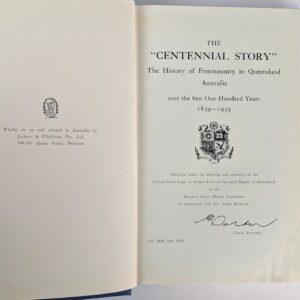 Wholly set up and printed in Australia by
Jackson & O'Sullivan Pty. Ltd.
Queen Street, Brisbane
THE
"CENTENNIAL STORY"
The History of Freemasonry in Queensland
Australia
over the first One Hundred Years
1859-1959
Published under the direction and authority of the
United Grand Lodge of Antient Free and Accepted Masons of Queensland
by the
Hundred Years History Committee
in conjunction with Bro. Arthur Richards
Grand Secretary.
A.L. 5959. A.D. 1959.